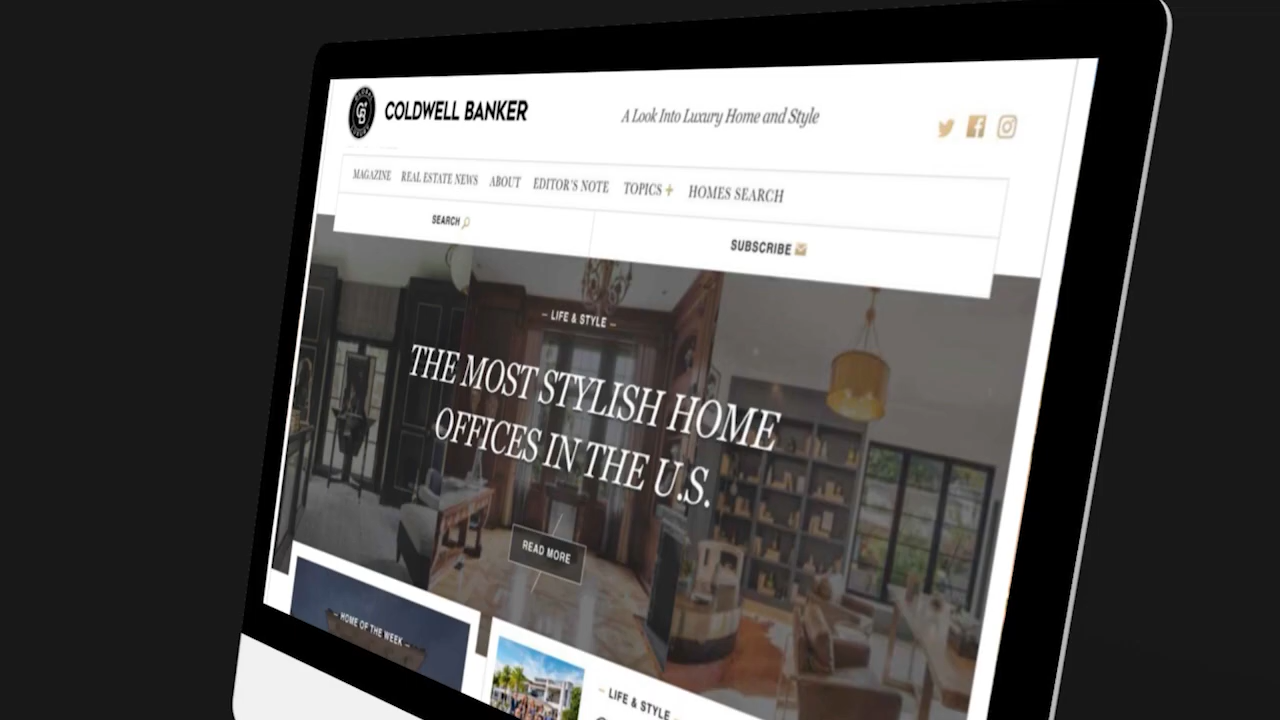 COLDWELL BANKER
A Look Into Luxury Home and Style
MAGAZINE REAL ESTATE NEWS ABOUT EDITOR'S NOTE TOPICS + HOMES SEARCH
SEARCH
SUBSCRIBE
– LIFE & STYLE –
THE MOST STYLISH HOME
OFFICES IN THE U.S.
READ MORE
– HOME OF THE WEEK –
– LIFE & STYLE –